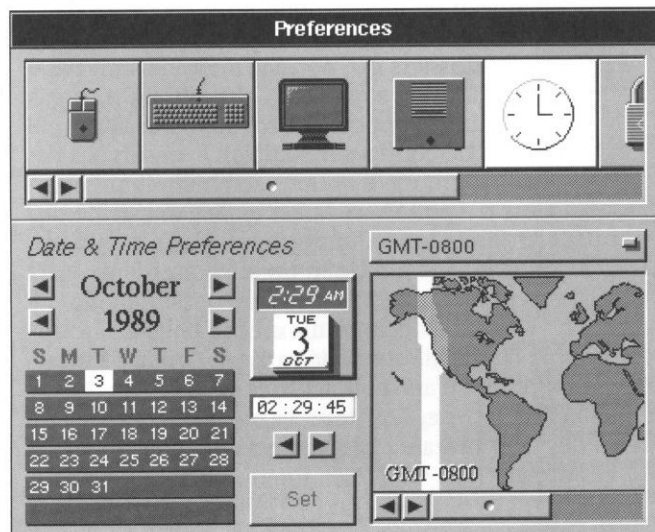 Preferences
Date & Time Preferences
GMT-0800
October
1989
S M T W T F S
1 2 3 4 5 6 7
8 9 10 11 12 13 14
15 16 17 18 19 20 21
22 23 24 25 26 27 28
29 30 31
2:29 AM
TUE
3
OCT
02:29:45
Set
GMT-0800